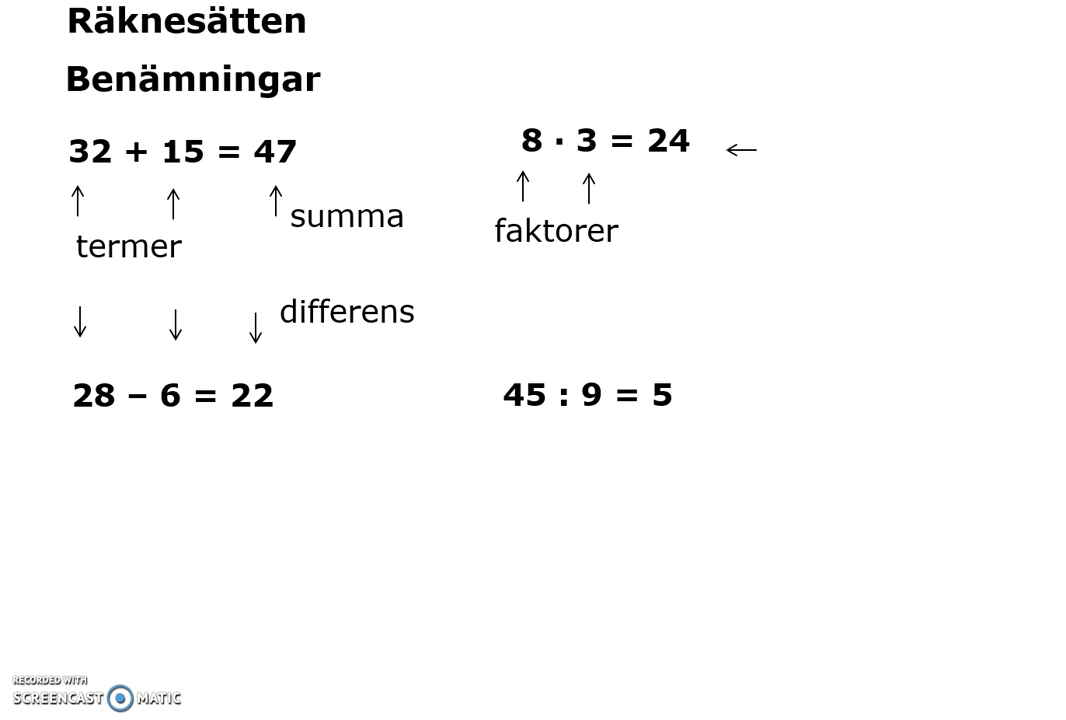 Räknesätten
Benämningar
32 + 15 = 47
termer
summa
differens
28 – 6 = 22
8 · 3 = 24
faktorer
45 : 9 = 5
RECORDED WITH
SCREENCAST MATIC